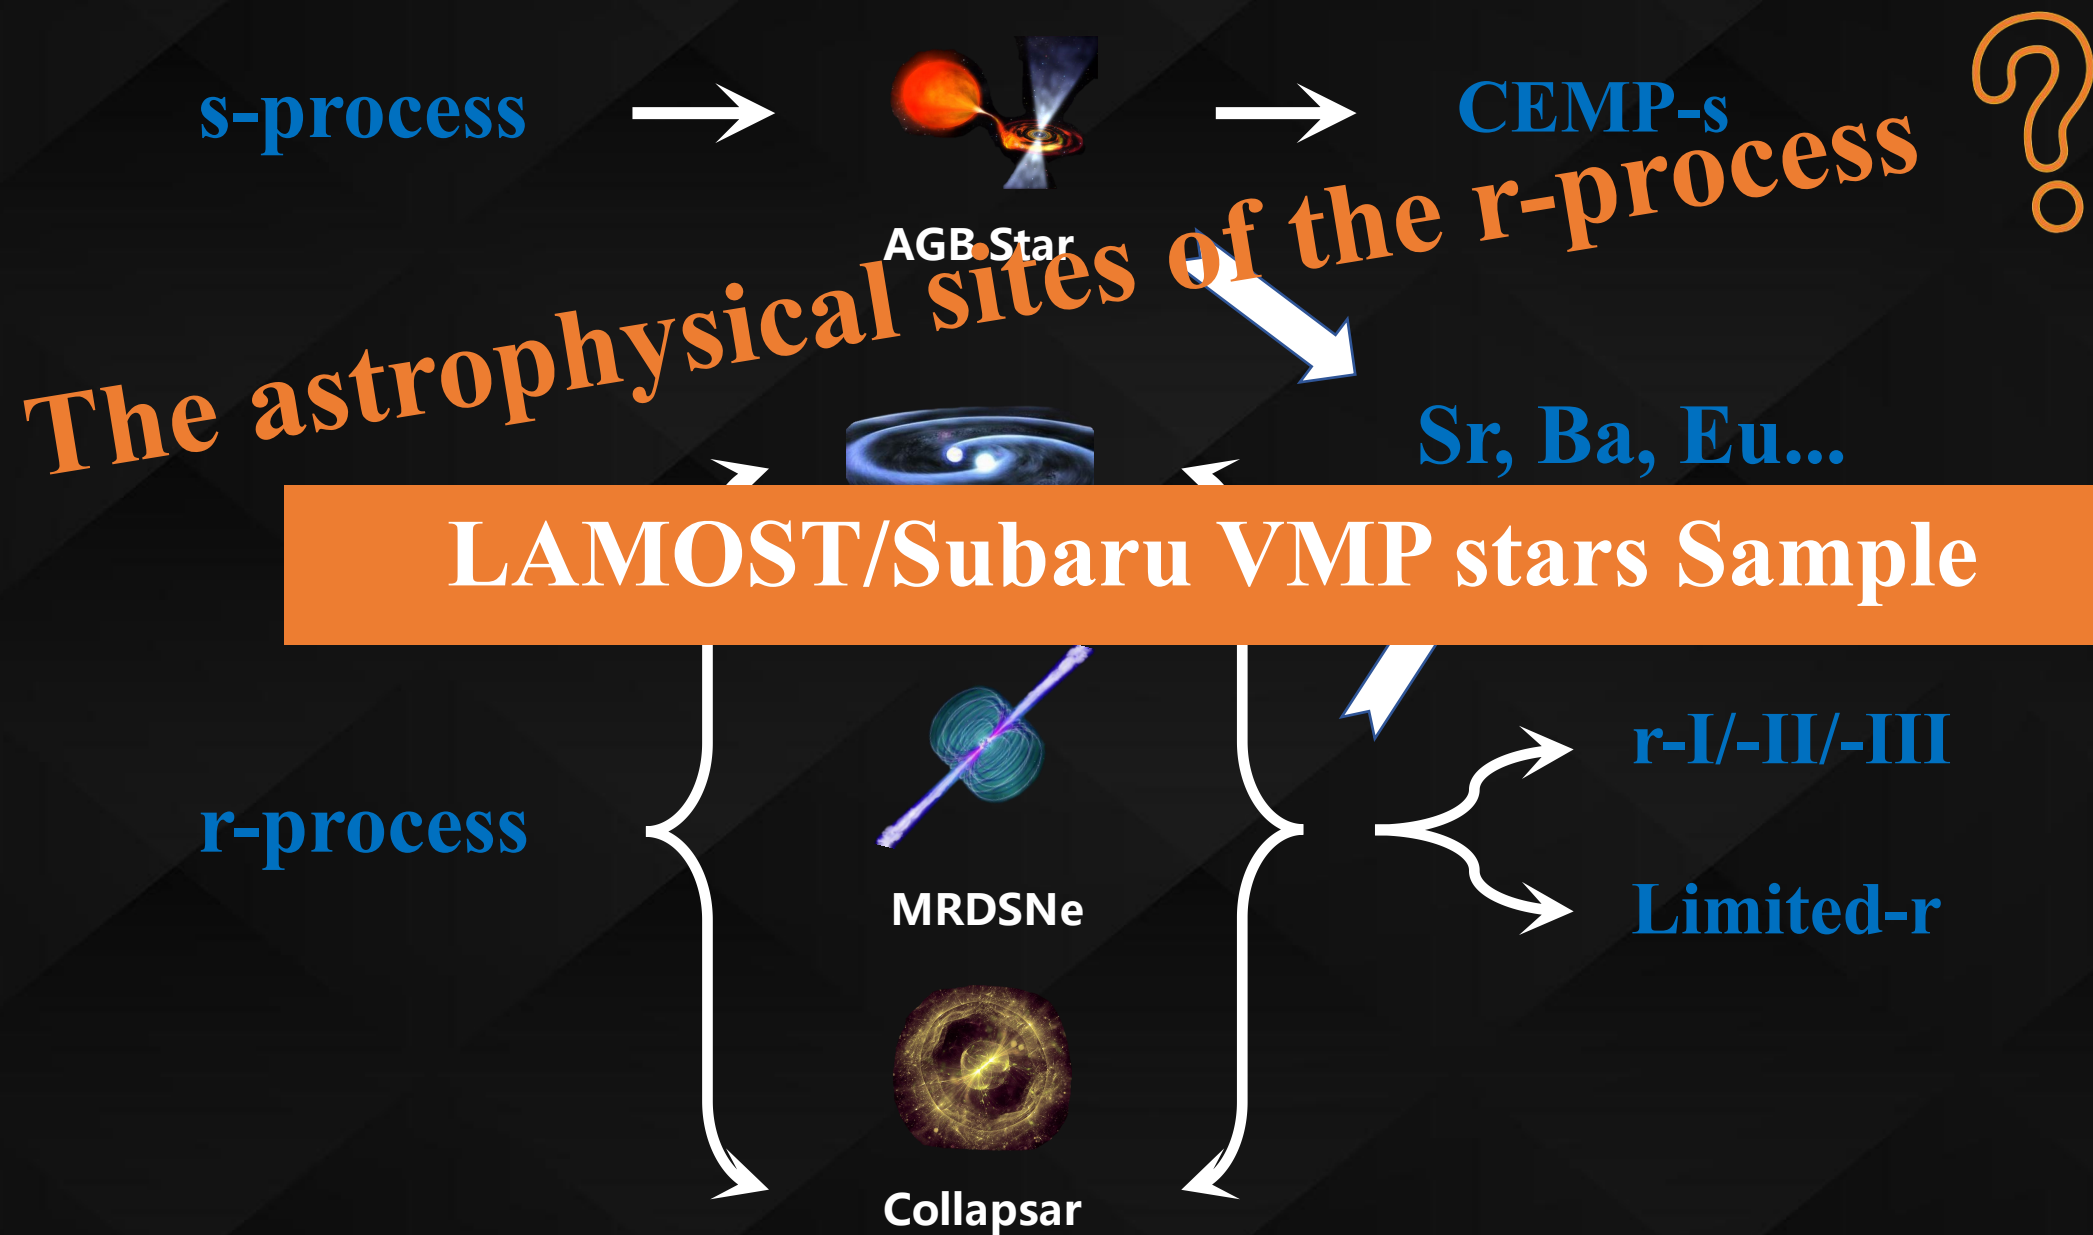 s-process
CEMP-s
AGB Star
The astrophysical sites of the r-process
Sr, Ba, Eu...
LAMOST/Subaru VMP stars Sample
r-I/-II/-III
r-process
Limited-r
MRDSNe
Collapsar